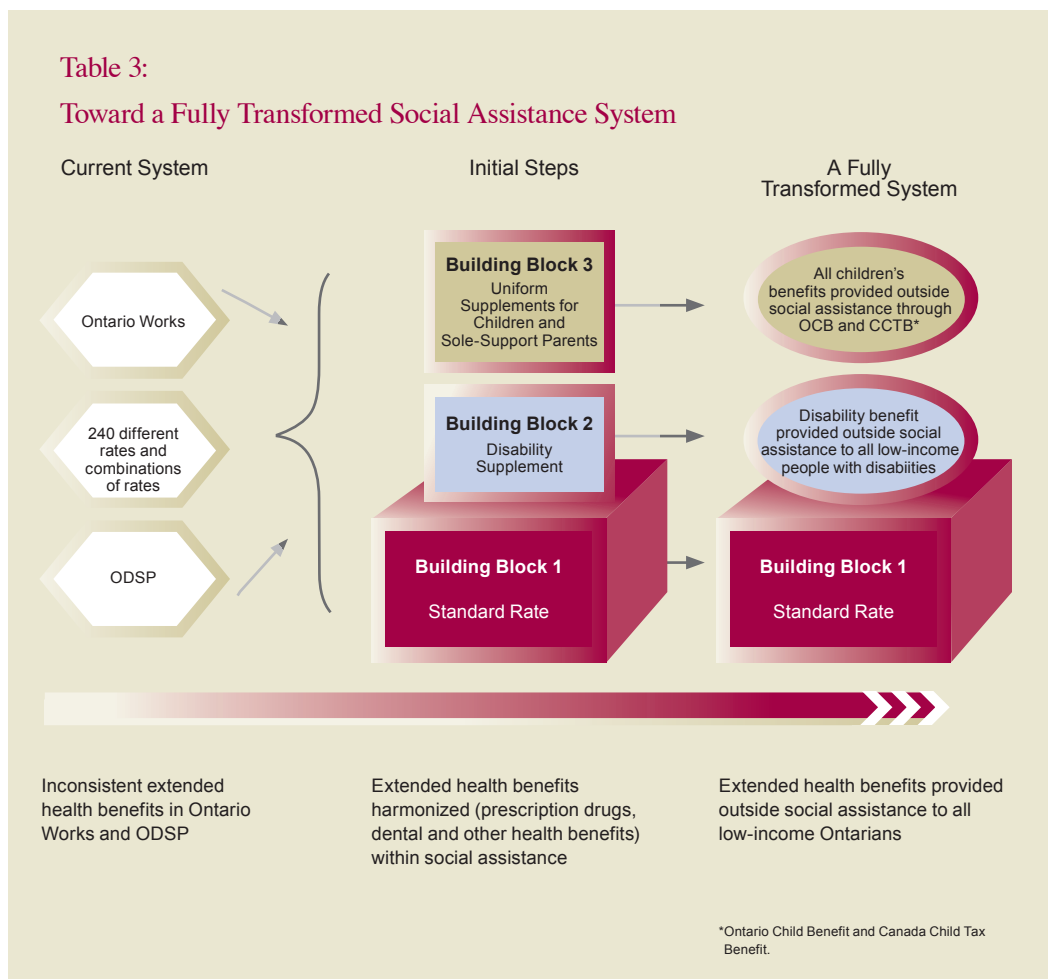 Table 3:
Toward a Fully Transformed Social Assistance System
Current System
Initial Steps
A Fully
Transformed System
Ontario Works
240 different
rates and
combinations
of rates
ODSP
Building Block 3
Uniform
Supplements for
Children and
Sole-Support Parents
Building Block 2
Disability
Supplement
Building Block 1
Standard Rate
All children's
benefits provided outside
social assistance through
OCB and CCTB*
Disability benefit
provided outside social
assistance to all low-income
people with disabiities
Building Block 1
Standard Rate
Inconsistent extended
health benefits in Ontario
Works and ODSP
Extended health benefits
harmonized (prescription drugs,
dental and other health benefits)
within social assistance
Extended health benefits provided
outside social assistance to all
low-income Ontarians
*Ontario Child Benefit and Canada Child Tax
Benefit.